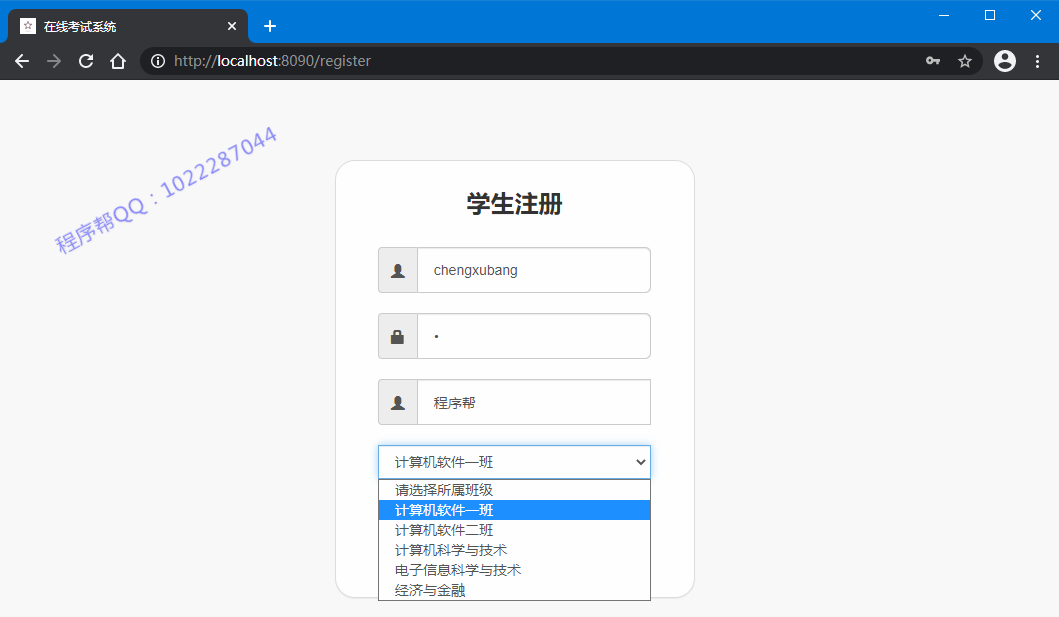 在线考试系统
http://localhost:8090/register
程序帮QQ：1022287044
学生注册
chengxubang
•
程序帮
计算机软件一班
请选择所属班级
计算机软件一班
计算机软件二班
计算机科学与技术
电子信息科学与技术
经济与金融